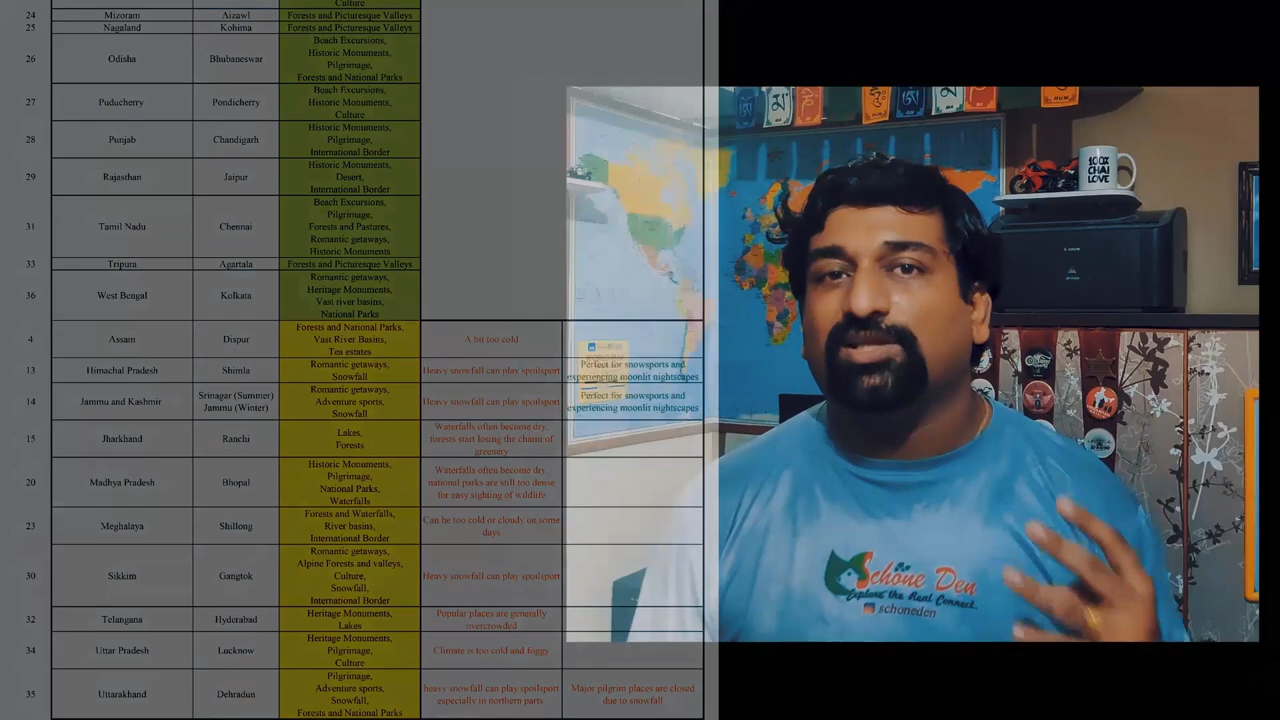 Culture
24 Mizoram Aizawl Forests and Picturesque Valleys
25 Nagaland Kohima Forests and Picturesque Valleys
26 Odisha Bhubaneswar Beach Excursions,
Historic Monuments,
Pilgrimage,
Forests and National Parks
27 Puducherry Pondicherry Beach Excursions,
Historic Monuments,
Culture
28 Punjab Chandigarh Historic Monuments,
Pilgrimage,
International Border
29 Rajasthan Jaipur Historic Monuments,
Desert,
International Border
31 Tamil Nadu Chennai Beach Excursions,
Pilgrimage,
Forests and Pastures,
Romantic getaways,
Historic Monuments
33 Tripura Agartala Forests and Picturesque Valleys
36 West Bengal Kolkata Romantic getaways,
Heritage Monuments,
Vast river basins,
National Parks
4 Assam Dispur Forests and National Parks,
Vast River Basins,
Tea estates
A bit too cold
13 Himachal Pradesh Shimla Romantic getaways,
Snowfall
Heavy snowfall can play spoilsport
Perfect for snowsports and
experiencing moonlit nightscapes
14 Jammu and Kashmir Srinagar (Summer)
Jammu (Winter)
Romantic getaways,
Adventure sports,
Snowfall
Heavy snowfall can play spoilsport
Perfect for snowsports and
experiencing moonlit nightscapes
15 Jharkhand Ranchi Lakes,
Forests
Waterfalls often become dry,
forests start losing the charm of
greenery
20 Madhya Pradesh Bhopal Historic Monuments,
Pilgrimage,
National Parks,
Waterfalls
Waterfalls often become dry,
national parks are still too dense
for easy sighting of wildlife
23 Meghalaya Shillong Forests and Waterfalls,
River basins,
International Border
Can be too cold or cloudy on some
days
30 Sikkim Gangtok Romantic getaways,
Alpine Forests and valleys,
Culture,
Snowfall,
International Border
Heavy snowfall can play spoilsport
32 Telangana Hyderabad Heritage Monuments,
Lakes
Popular places are generally
overcrowded
34 Uttar Pradesh Lucknow Heritage Monuments,
Pilgrimage,
Culture
Climate is too cold and foggy
35 Uttarakhand Dehradun Pilgrimage,
Adventure sports,
Snowfall,
Forests and National Parks
heavy snowfall can play spoilsport
especially in northern parts.
Major pilgrim places are closed
due to snowfall
100%
CHAI
LOVE
Canon
HUM
Schöne Den
Explore the Real Connect.
schoneden